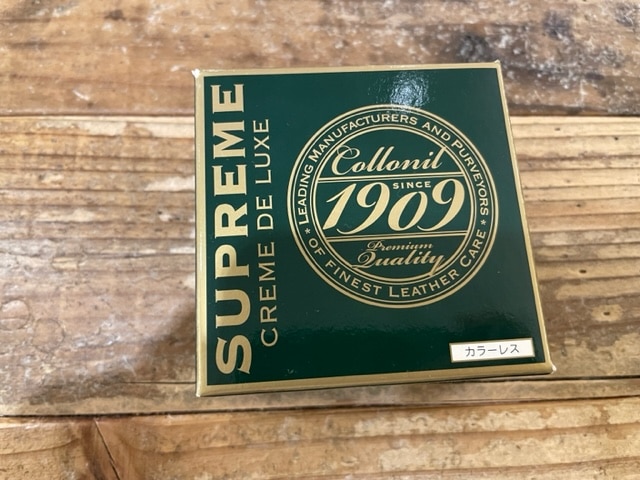 SUPREME
CREME DE LUXE
* LEADING MANUFACTURERS AND PURVEYORS *
Collonil
SINCE
1909
Premium
Quality
OF FINEST LEATHER CARE
カラーレス